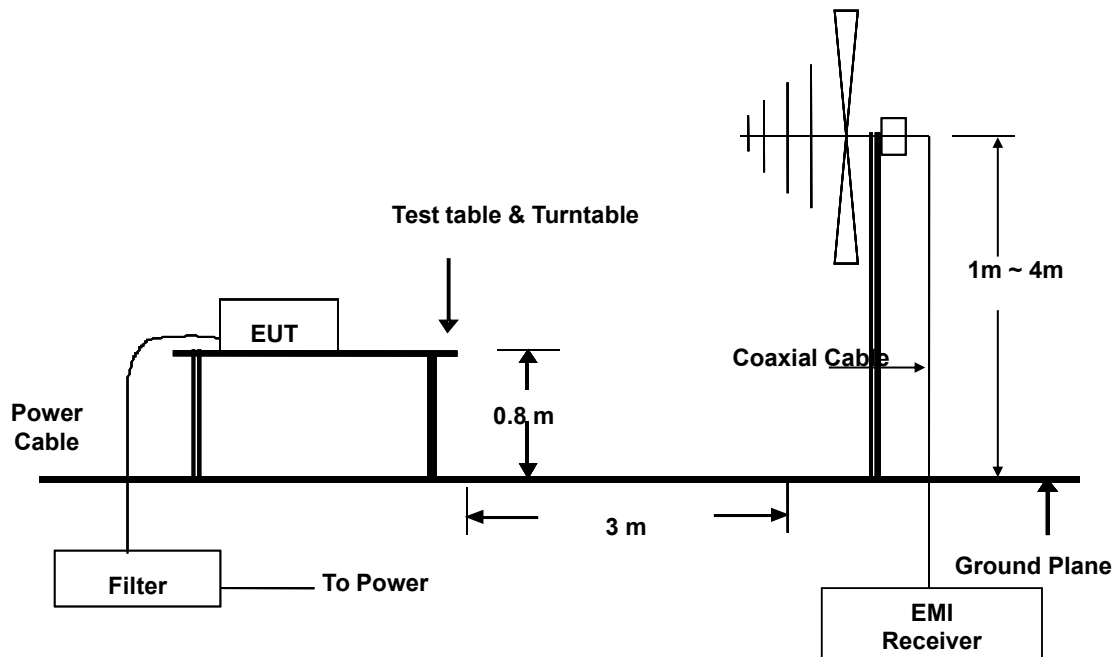 Test table & Turntable
1m ~ 4m
EUT
Coaxial Cable
0.8 m
Power
Cable
3 m
Ground Plane
Filter
To Power
EMI
Receiver